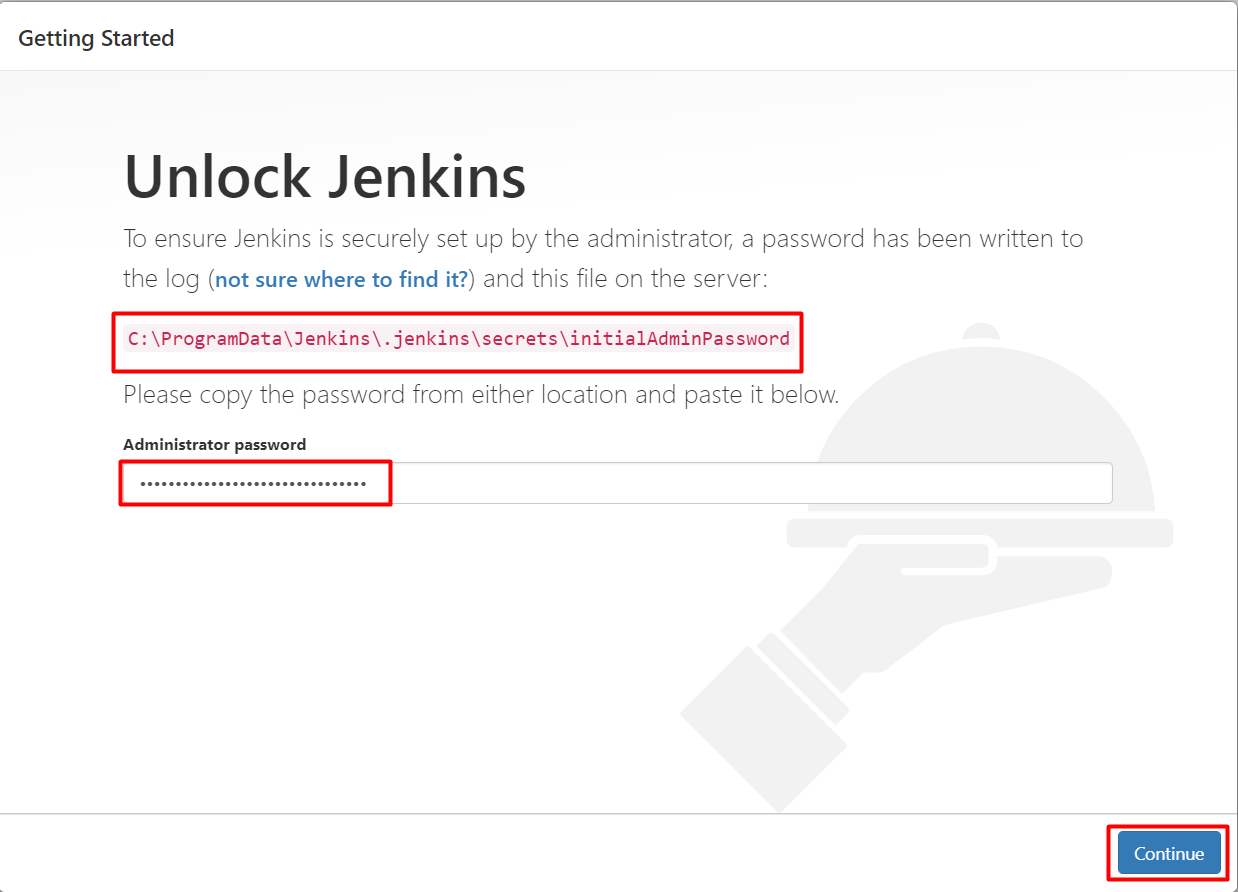 Getting Started
Unlock Jenkins
To ensure Jenkins is securely set up by the administrator, a password has been written to
the log (not sure where to find it?) and this file on the server:
C:\ProgramData\Jenkins\.jenkins\secrets\initialAdminPassword
Please copy the password from either location and paste it below.
Administrator password
••••••••••••••••••••••••••••••••
Continue